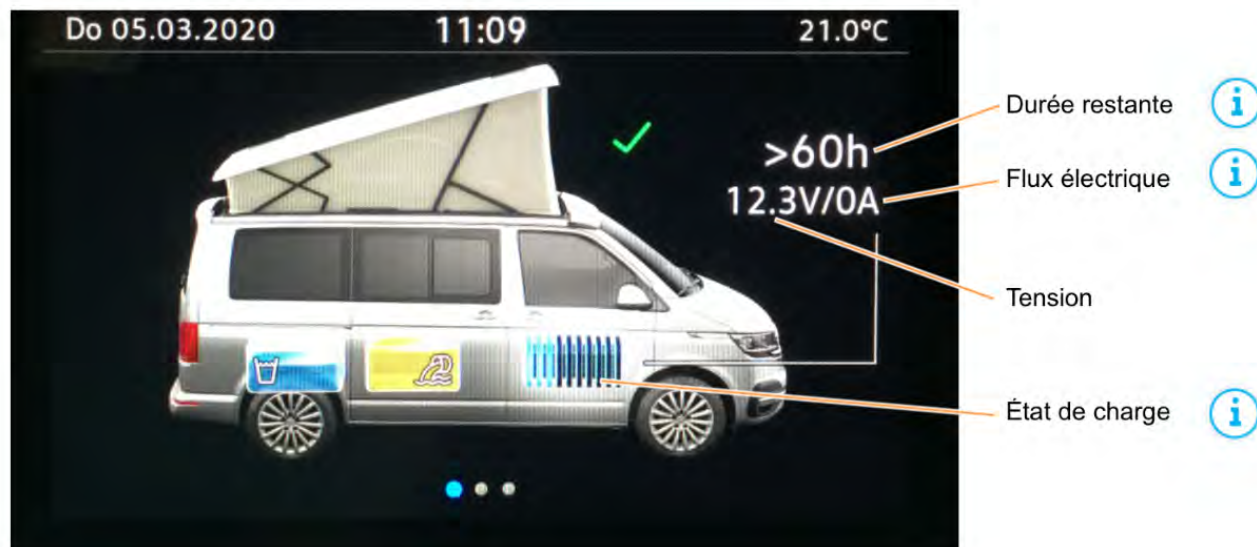 Do 05.03.2020 11:09 21.0°C
Durée restante
>60h
Flux électrique
12.3V/0A
Tension
État de charge